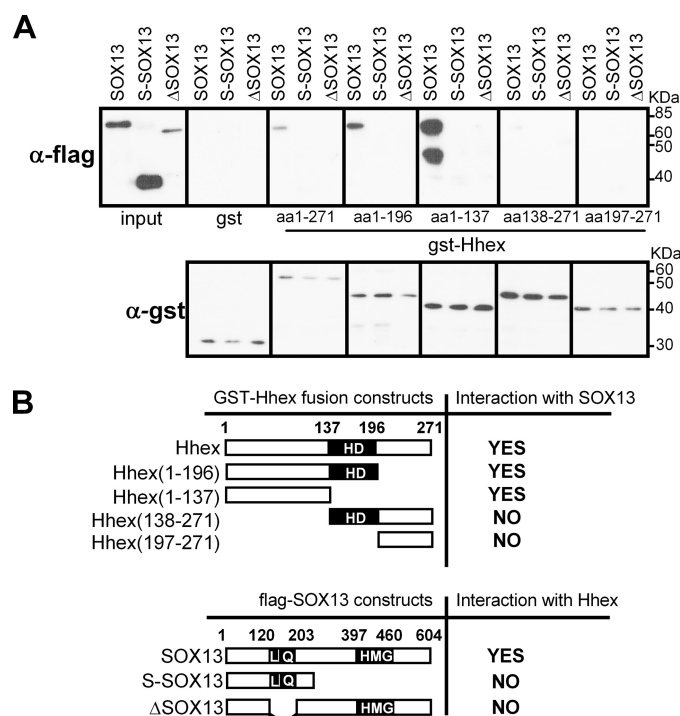 A
SOX13 S-SOX13 ΔSOX13 SOX13 S-SOX13 ΔSOX13 SOX13 S-SOX13 ΔSOX13 SOX13 S-SOX13 ΔSOX13 SOX13 S-SOX13 ΔSOX13 SOX13 S-SOX13 ΔSOX13 SOX13 S-SOX13 ΔSOX13
KDa
85
60
50
α-flag
40
input gst aa1-271 aa1-196 aa1-137 aa138-271 aa197-271
gst-Hhex
KDa
60
50
α-gst
40
30
B
GST-Hhex fusion constructs Interaction with SOX13
1 137 196 271
Hhex HD YES
Hhex(1-196) HD YES
Hhex(1-137) YES
Hhex(138-271) HD NO
Hhex(197-271) NO
flag-SOX13 constructs Interaction with Hhex
1 120 203 397 460 604
SOX13 L Q HMG YES
S-SOX13 L Q NO
ΔSOX13 HMG NO